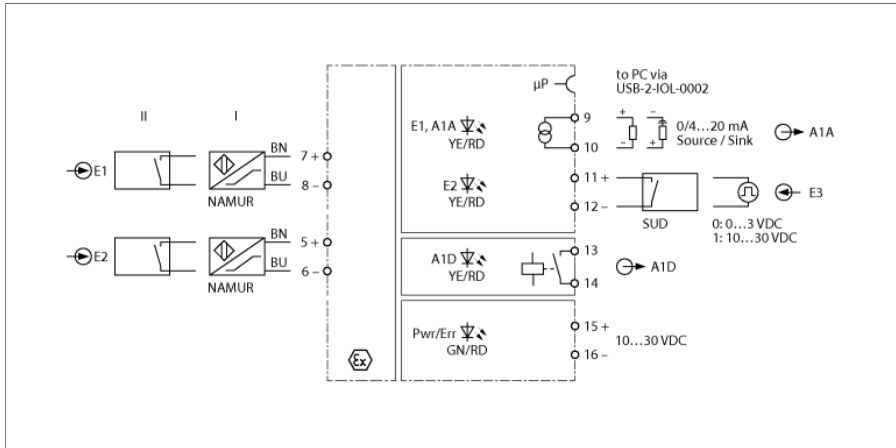 to PC via
USB-2-IOL-0002
µP
II
I
E1, A1A
YE/RD
9
10
+
–
–
+
0/4...20 mA
Source / Sink
A1A
E1
BN
7 +
BU
8 –
NAMUR
E2
YE/RD
11 +
12 –
SUD
E3
0: 0...3 VDC
1: 10...30 VDC
E2
BN
5 +
BU
6 –
NAMUR
A1D
YE/RD
13
14
A1D
Pwr/Err
GN/RD
15 +
16 –
10...30 VDC
Ex